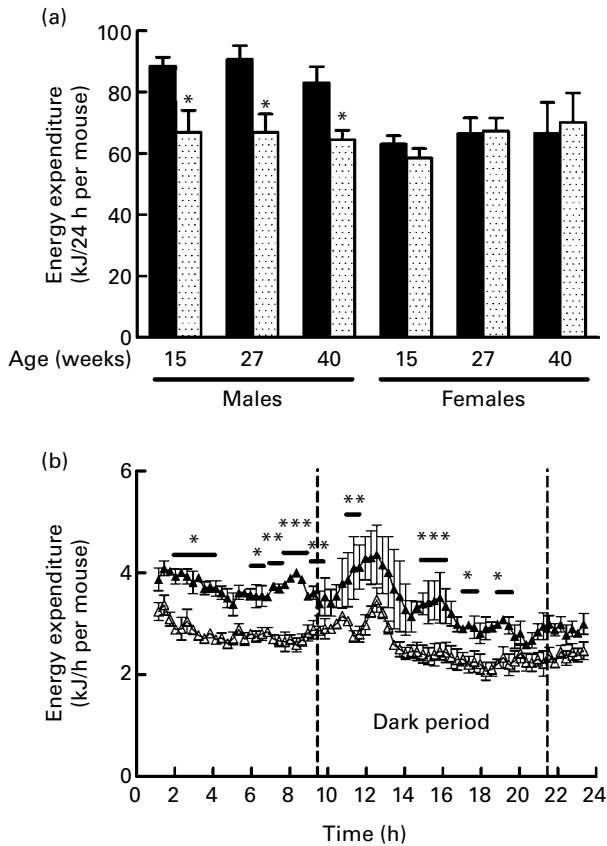 (a)
Energy expenditure
(kJ/24 h per mouse)
100
80
60
40
20
0
* * *
Age (weeks) 15 27 40 15 27 40
Males Females
(b)
Energy expenditure
(kJ/h per mouse)
6
4
2
0
* * ** *** ** ** *** * *
Dark period
0 2 4 6 8 10 12 14 16 18 20 22 24
Time (h)